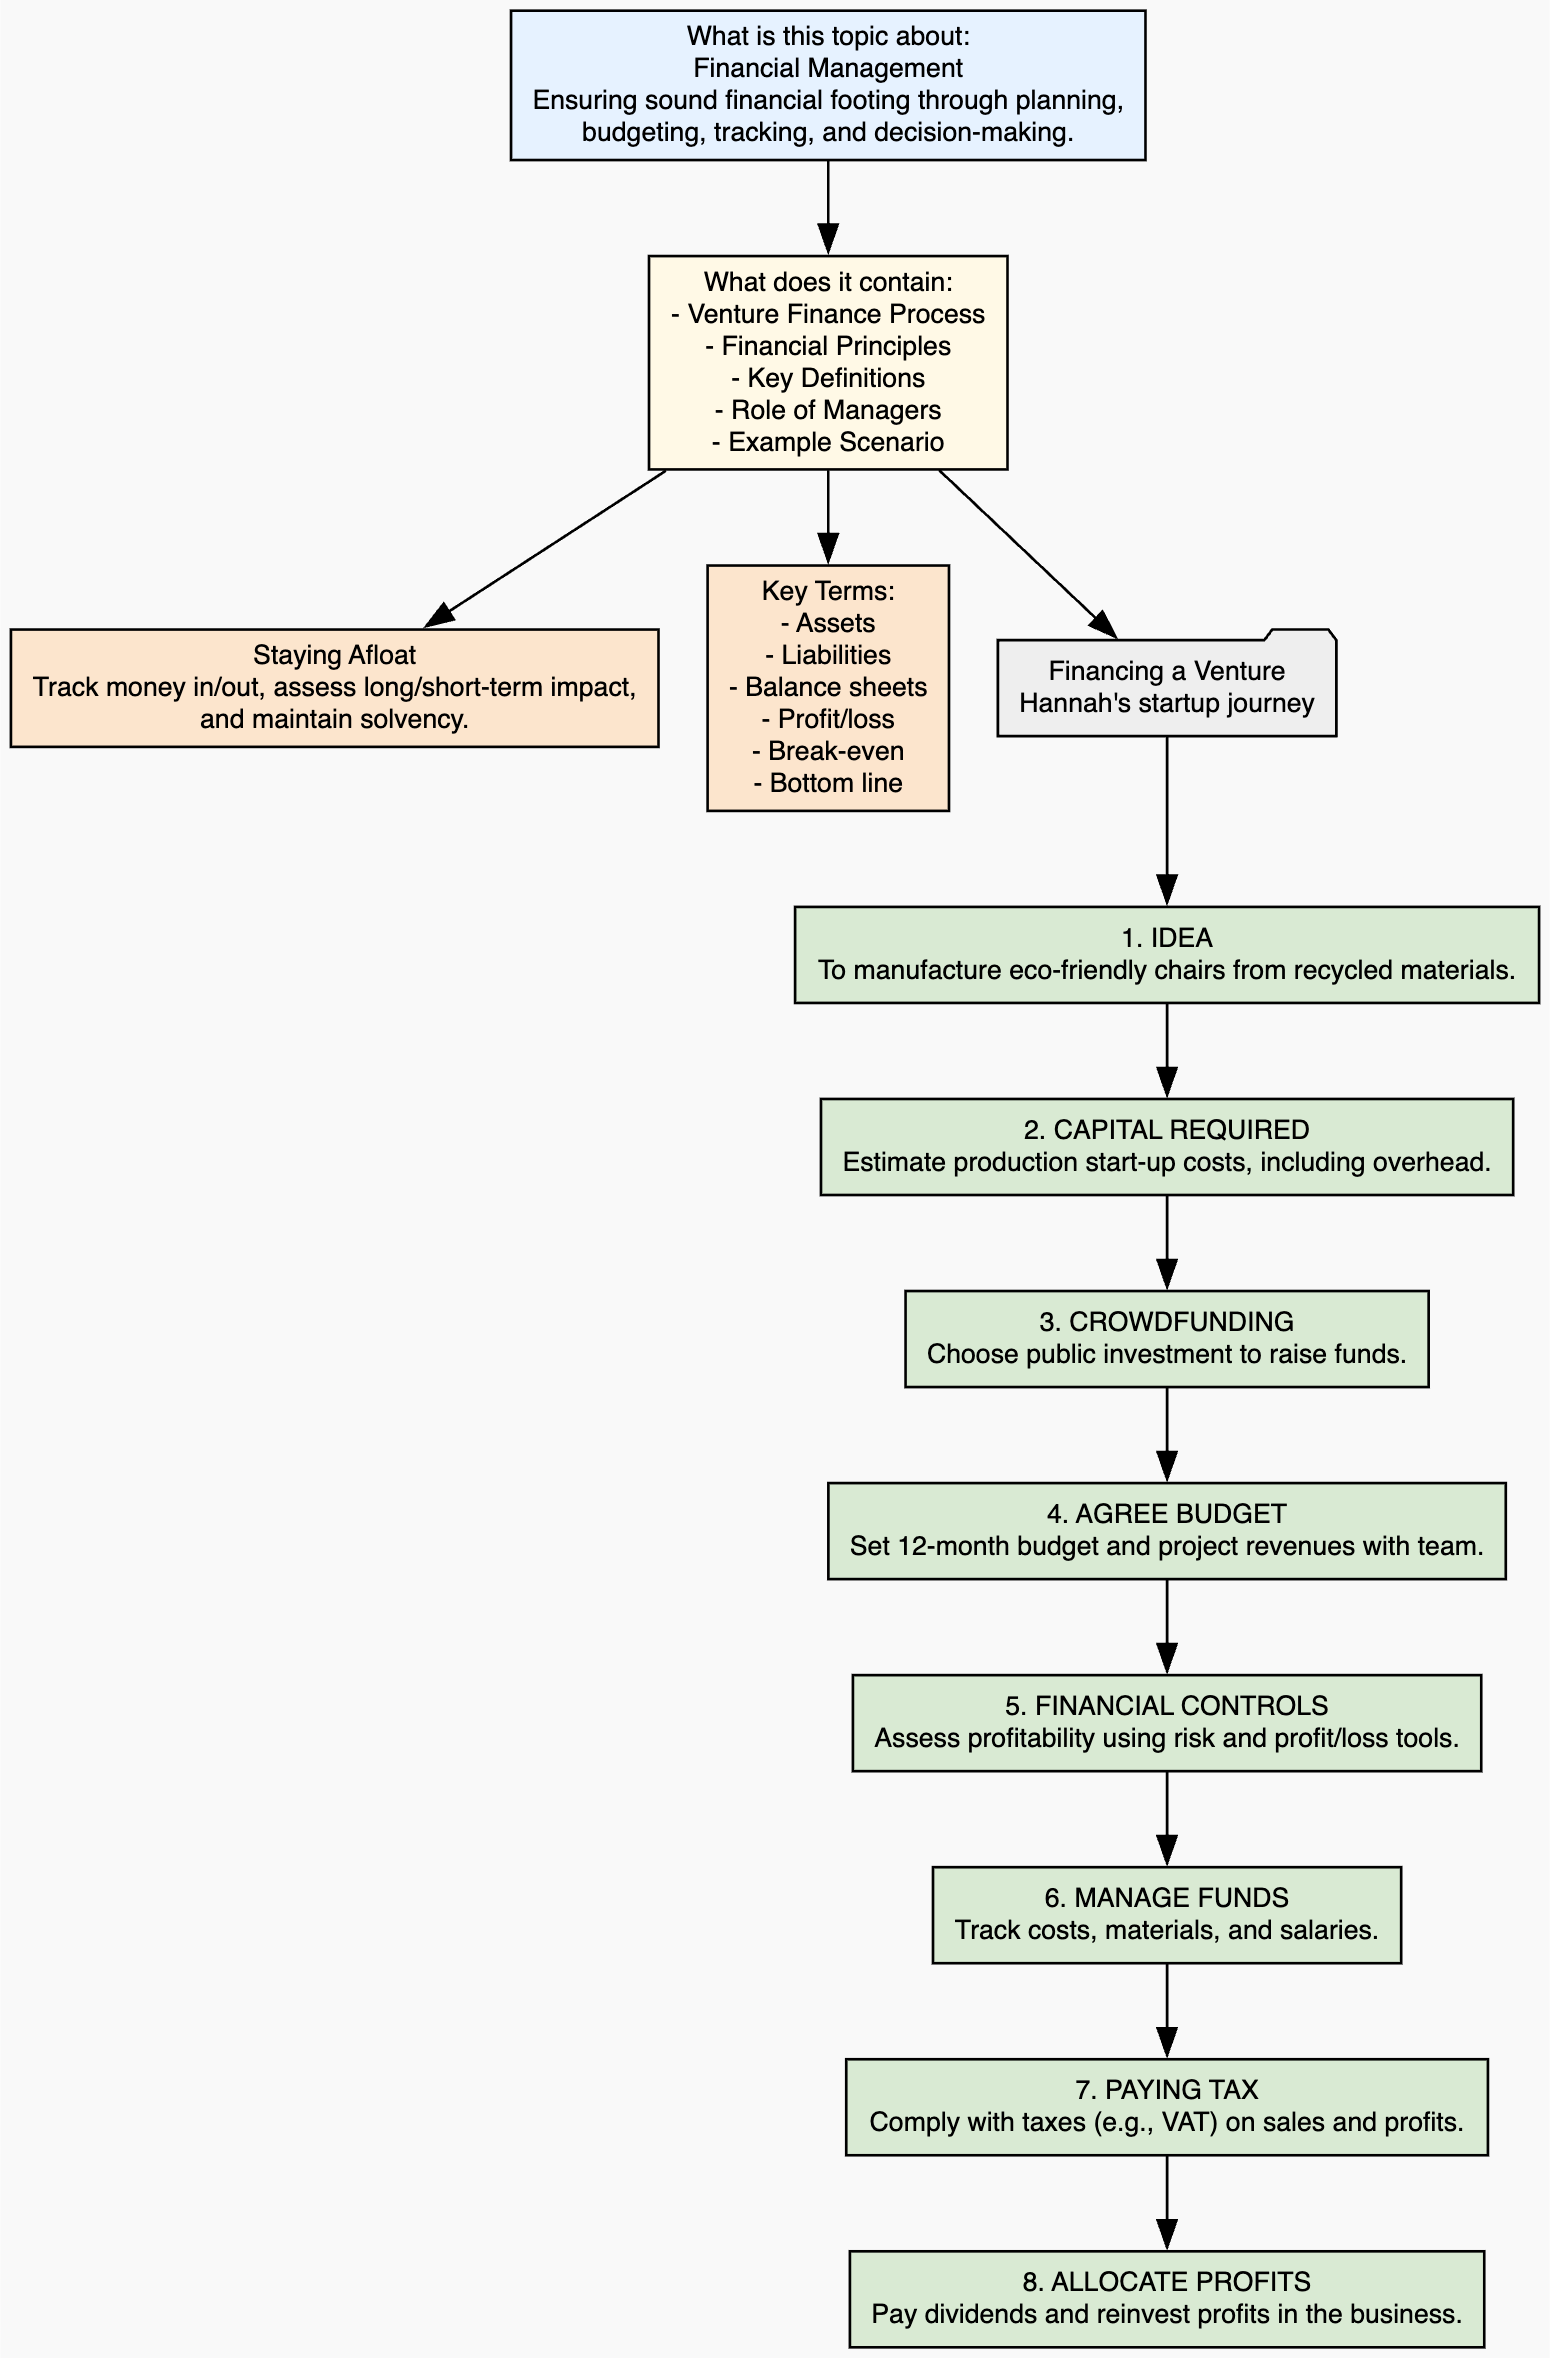 What is this topic about:
Financial Management
Ensuring sound financial footing through planning,
budgeting, tracking, and decision-making.
What does it contain:
- Venture Finance Process
- Financial Principles
- Key Definitions
- Role of Managers
- Example Scenario
Staying Afloat
Track money in/out, assess long/short-term impact,
and maintain solvency.
Key Terms:
- Assets
- Liabilities
- Balance sheets
- Profit/loss
- Break-even
- Bottom line
Financing a Venture
Hannah's startup journey
1. IDEA
To manufacture eco-friendly chairs from recycled materials.
2. CAPITAL REQUIRED
Estimate production start-up costs, including overhead.
3. CROWDFUNDING
Choose public investment to raise funds.
4. AGREE BUDGET
Set 12-month budget and project revenues with team.
5. FINANCIAL CONTROLS
Assess profitability using risk and profit/loss tools.
6. MANAGE FUNDS
Track costs, materials, and salaries.
7. PAYING TAX
Comply with taxes (e.g., VAT) on sales and profits.
8. ALLOCATE PROFITS
Pay dividends and reinvest profits in the business.